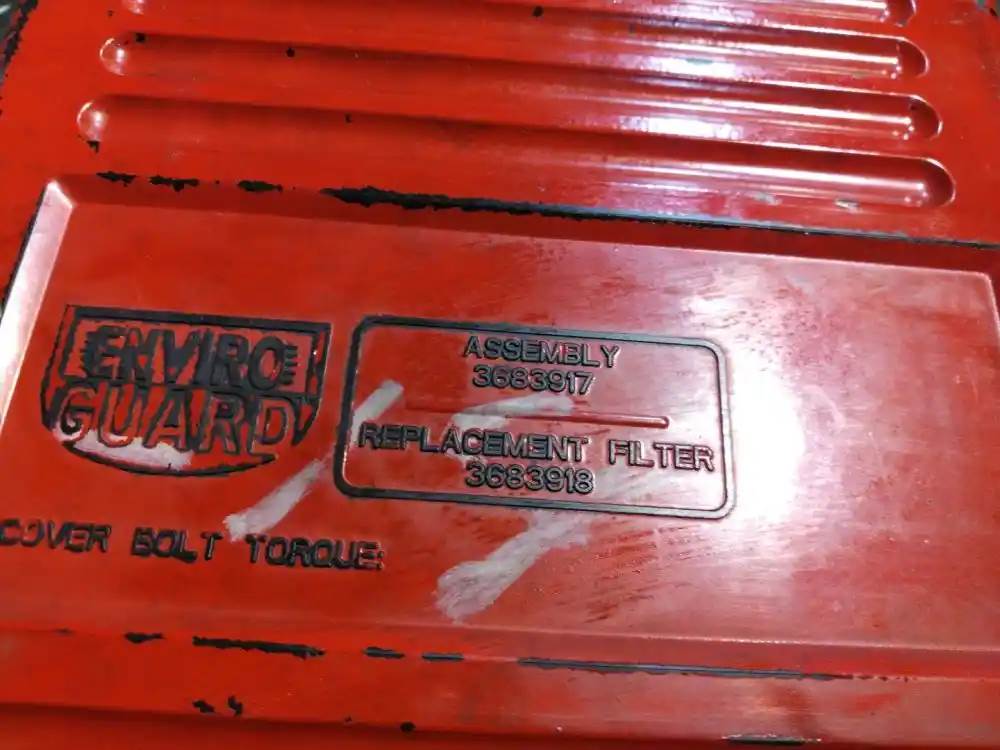 ENVIRO
GUARD
ASSEMBLY
3683917
REPLACEMENT FILTER
3683918
COVER BOLT TORQUE: